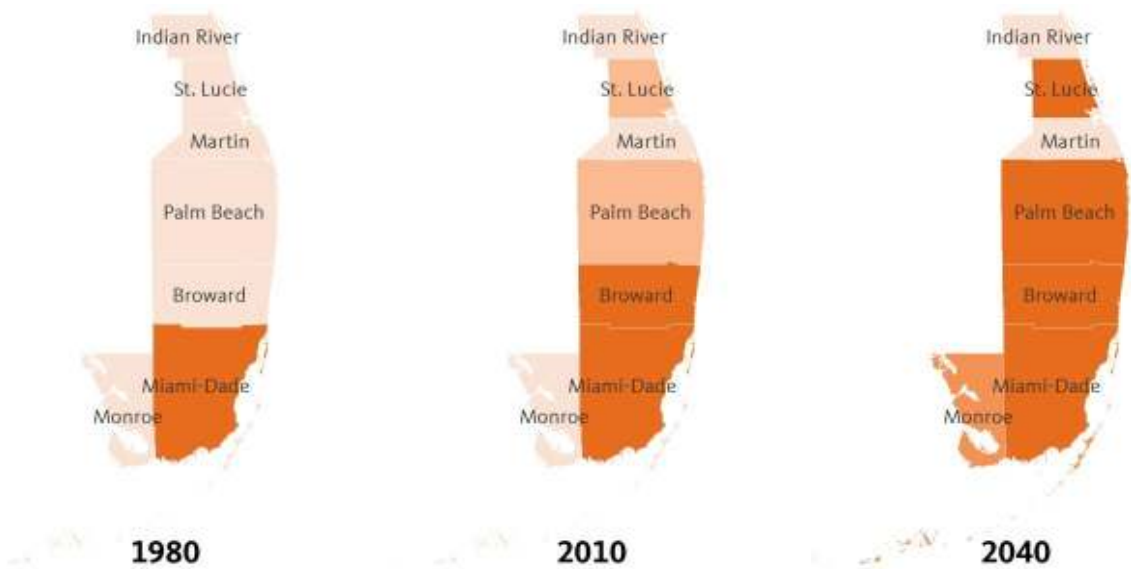 Indian River
St. Lucie
Martin
Palm Beach
Broward
Miami-Dade
Monroe
1980
Indian River
St. Lucie
Martin
Palm Beach
Broward
Miami-Dade
Monroe
2010
Indian River
St. Lucie
Martin
Palm Beach
Broward
Miami-Dade
Monroe
2040